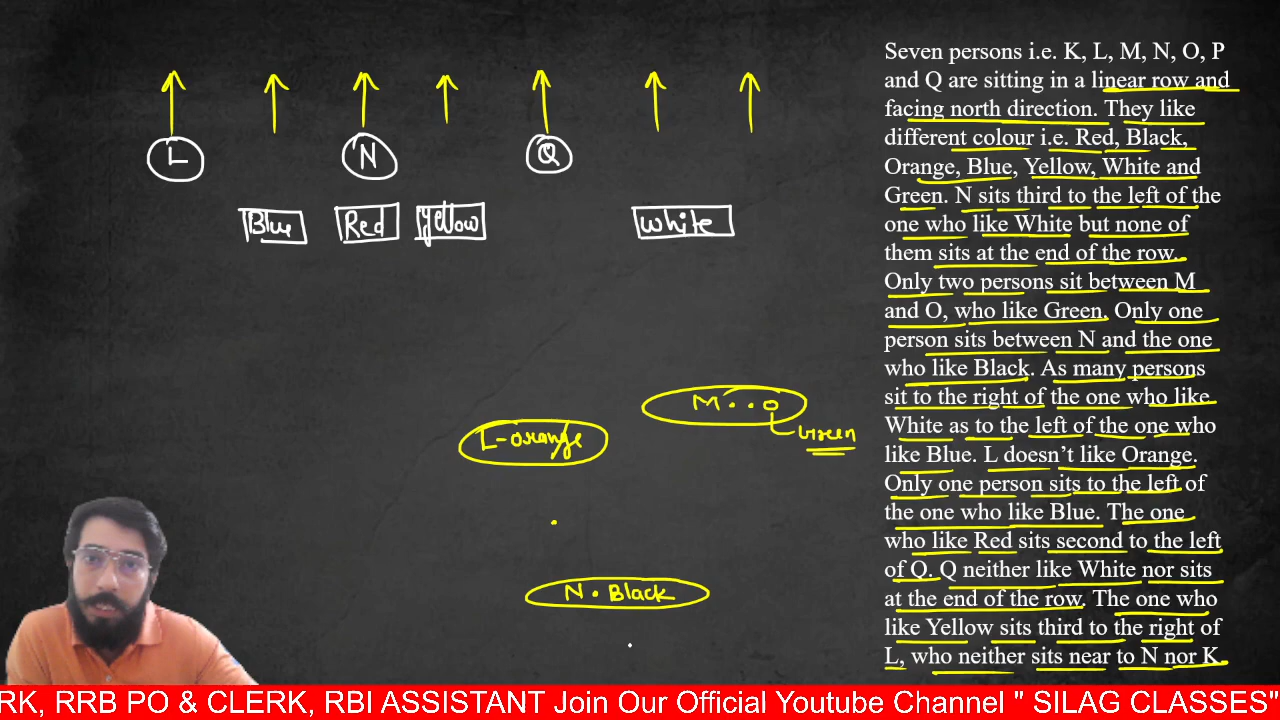 L
N
Q
Blue
Red
Yellow
White
M . . O
Green
L - orange
N . Black
Seven persons i.e. K, L, M, N, O, P
and Q are sitting in a linear row and
facing north direction. They like
different colour i.e. Red, Black,
Orange, Blue, Yellow, White and
Green. N sits third to the left of the
one who like White but none of
them sits at the end of the row.
Only two persons sit between M
and O, who like Green. Only one
person sits between N and the one
who like Black. As many persons
sit to the right of the one who like
White as to the left of the one who
like Blue. L doesn't like Orange.
Only one person sits to the left of
the one who like Blue. The one
who like Red sits second to the left
of Q. Q neither like White nor sits
at the end of the row. The one who
like Yellow sits third to the right of
L, who neither sits near to N nor K.
RK, RRB PO & CLERK, RBI ASSISTANT Join Our Official Youtube Channel " SILAG CLASSES"